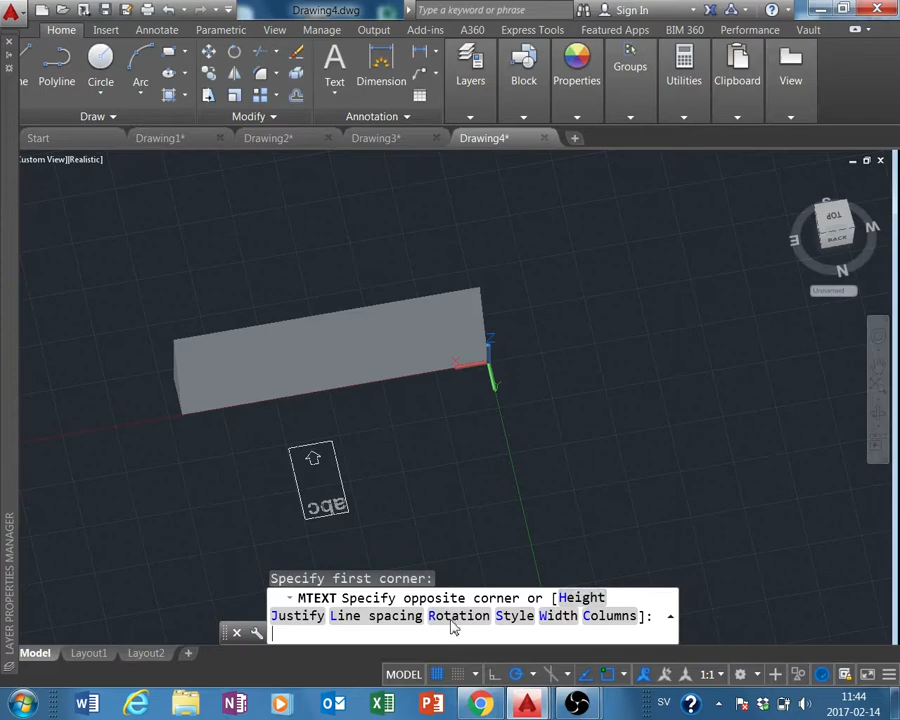 Drawing4.dwg
Type a keyword or phrase
Sign In
Home Insert Annotate Parametric View Manage Output Add-ins A360 Express Tools Featured Apps BIM 360 Performance Vault
Polyline Circle Arc Text Dimension Layers Block Properties Groups Utilities Clipboard View
Draw Modify Annotation
Start Drawing1* Drawing2* Drawing3* Drawing4*
Custom View][Realistic]
S
TOP
BACK
E
W
N
Unnamed
Z
X
Y
abc
LAYER PROPERTIES MANAGER
Specify first corner:
MTEXT Specify opposite corner or [Height
Justify Line spacing Rotation Style Width Columns]:
Model Layout1 Layout2
MODEL 1:1
SV 11:44
2017-02-14